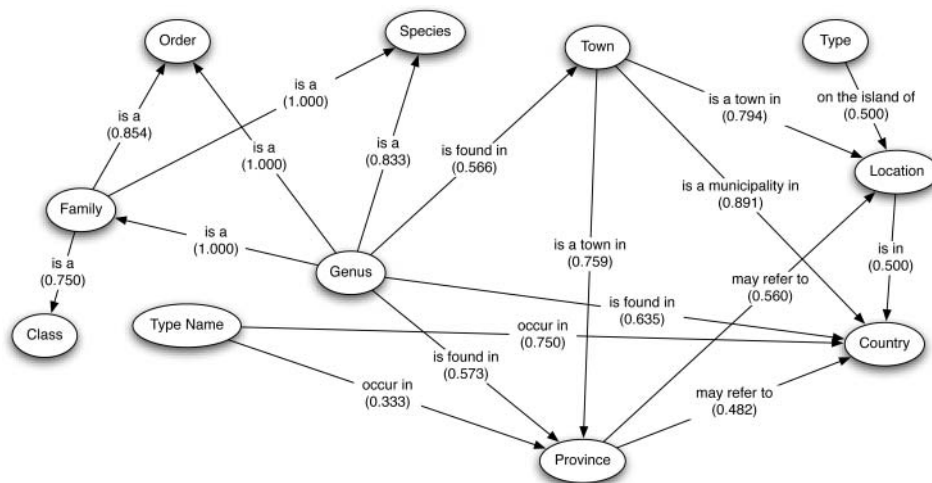 Order
Species
Town
Type
is a
(1.000)
is a
(0.854)
is a
(1.000)
is a
(0.833)
is found in
(0.566)
is a town in
(0.794)
on the island of
(0.500)
Location
is a municipality in
(0.891)
Family
is a
(1.000)
is a
(0.750)
Genus
is a town in
(0.759)
may refer to
(0.560)
is in
(0.500)
is found in
(0.635)
Class
Type Name
occur in
(0.750)
Country
is found in
(0.573)
occur in
(0.333)
may refer to
(0.482)
Province